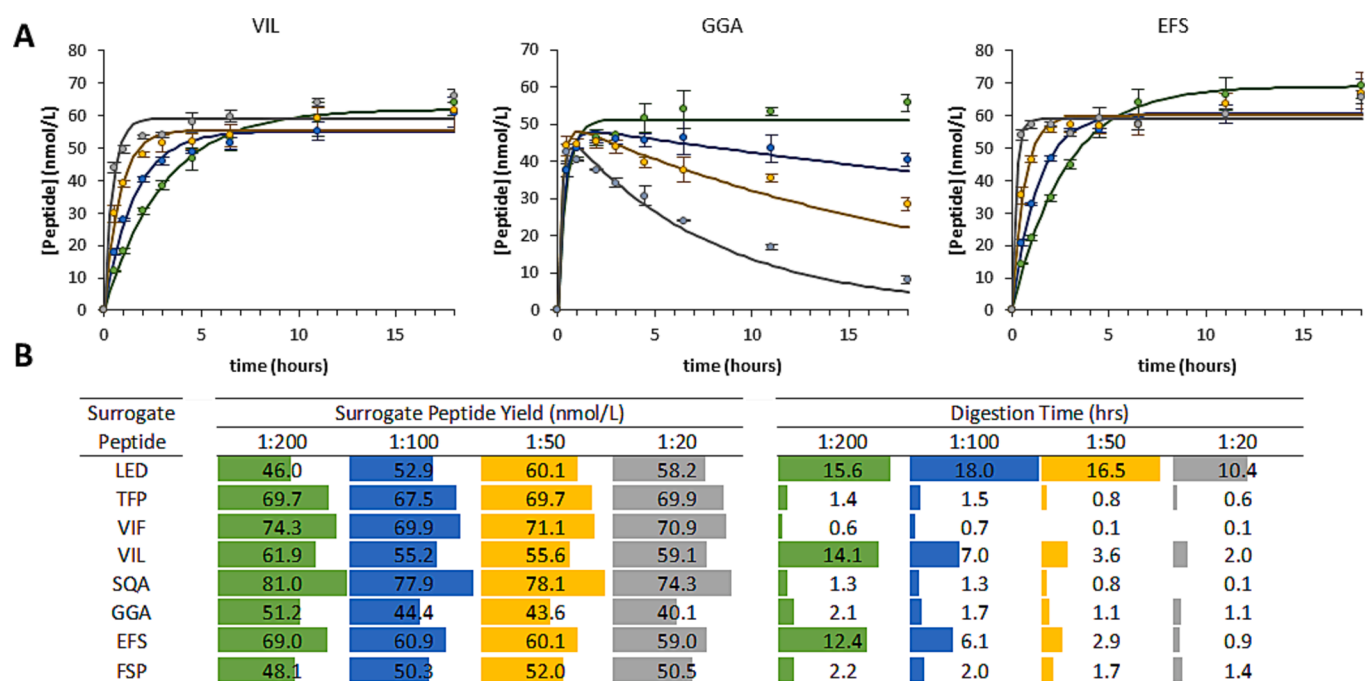 A
VIL
GGA
EFS
80
70
60
50
40
30
20
10
0
[Peptide] (nmol/L)
0 5 10 15
time (hours)
70
60
50
40
30
20
10
0
[Peptide] (nmol/L)
0 5 10 15
time (hours)
80
70
60
50
40
30
20
10
0
[Peptide] (nmol/L)
0 5 10 15
time (hours)
B
Surrogate Surrogate Peptide Yield (nmol/L) Digestion Time (hrs)
Peptide 1:200 1:100 1:50 1:20 1:200 1:100 1:50 1:20
LED 46.0 52.9 60.1 58.2 15.6 18.0 16.5 10.4
TFP 69.7 67.5 69.7 69.9 1.4 1.5 0.8 0.6
VIF 74.3 69.9 71.1 70.9 0.6 0.7 0.1 0.1
VIL 61.9 55.2 55.6 59.1 14.1 7.0 3.6 2.0
SQA 81.0 77.9 78.1 74.3 1.3 1.3 0.8 0.1
GGA 51.2 44.4 43.6 40.1 2.1 1.7 1.1 1.1
EFS 69.0 60.9 60.1 59.0 12.4 6.1 2.9 0.9
FSP 48.1 50.3 52.0 50.5 2.2 2.0 1.7 1.4